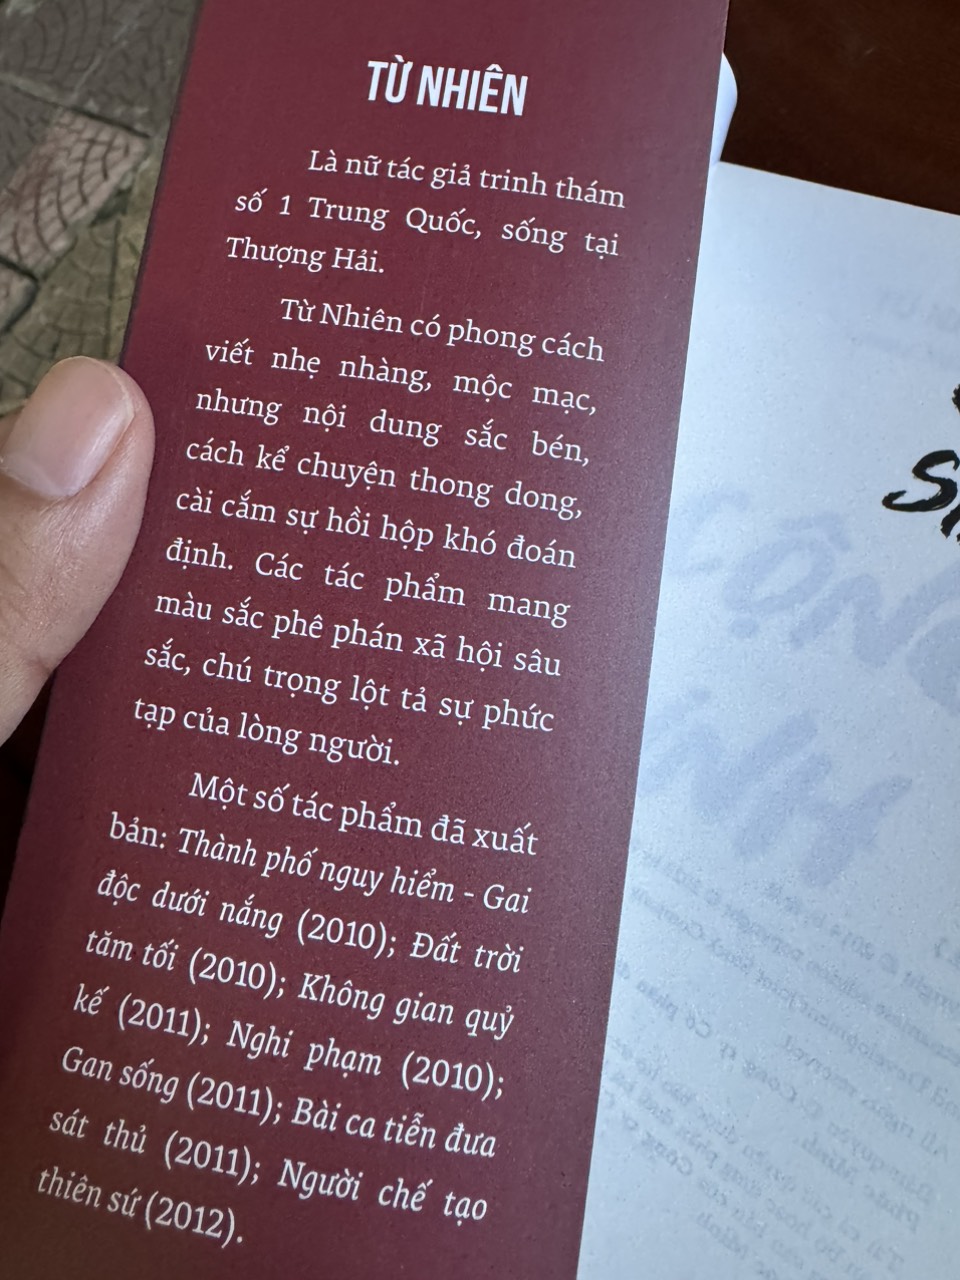 TỪ NHIÊN
Là nữ tác giả trinh thám
số 1 Trung Quốc, sống tại
Thượng Hải.
Từ Nhiên có phong cách
viết nhẹ nhàng, mộc mạc,
nhưng nội dung sắc bén,
cách kể chuyện thong dong,
cài cắm sự hồi hộp khó đoán
định. Các tác phẩm mang
màu sắc phê phán xã hội sâu
sắc, chú trọng lột tả sự phức
tạp của lòng người.
Một số tác phẩm đã xuất
bản: Thành phố nguy hiểm - Gai
độc dưới nắng (2010); Đất trời
tăm tối (2010); Không gian quỷ
kế (2011); Nghi phạm (2010);
Gan sống (2011); Bài ca tiễn đưa
sát thủ (2011); Người chế tạo
thiên sứ (2012).